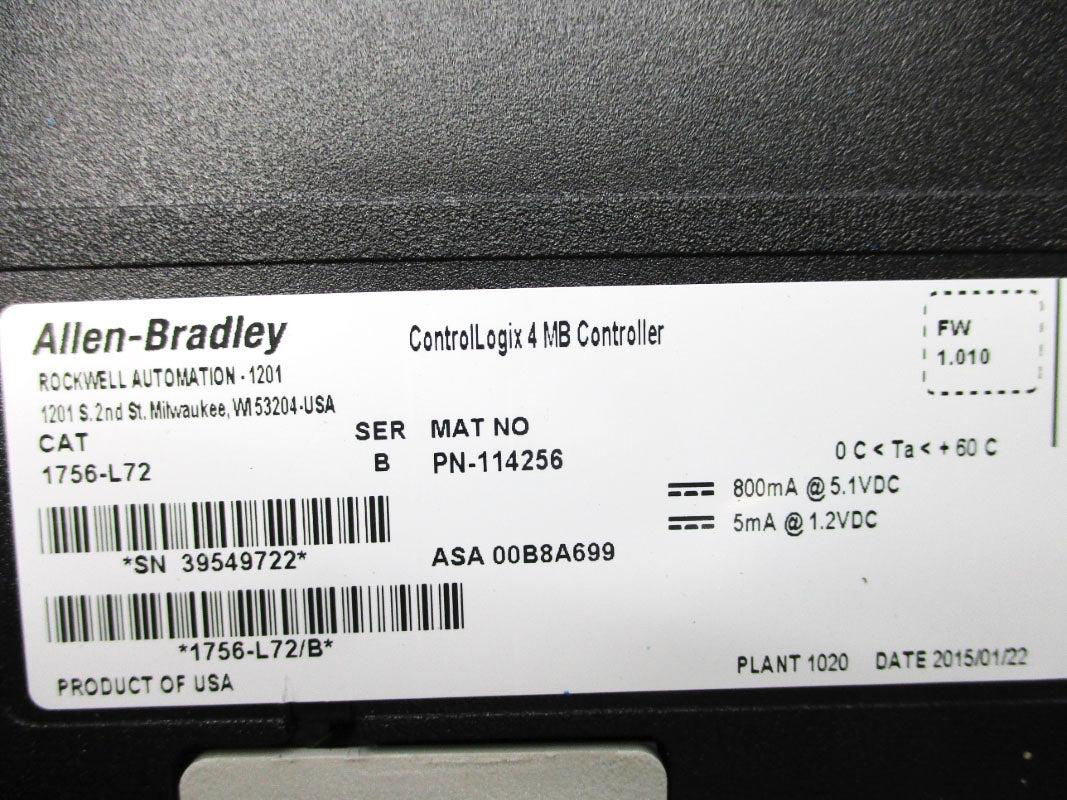 Allen-Bradley
ControlLogix 4 MB Controller
FW
1.010
ROCKWELL AUTOMATION - 1201
1201 S. 2nd St. Milwaukee, WI 53204-USA
CAT SER MAT NO
1756-L72 B PN-114256
0 C < Ta < + 60 C
800mA @ 5.1VDC
5mA @ 1.2VDC
*SN 39549722*
ASA 00B8A699
*1756-L72/B*
PRODUCT OF USA
PLANT 1020 DATE 2015/01/22